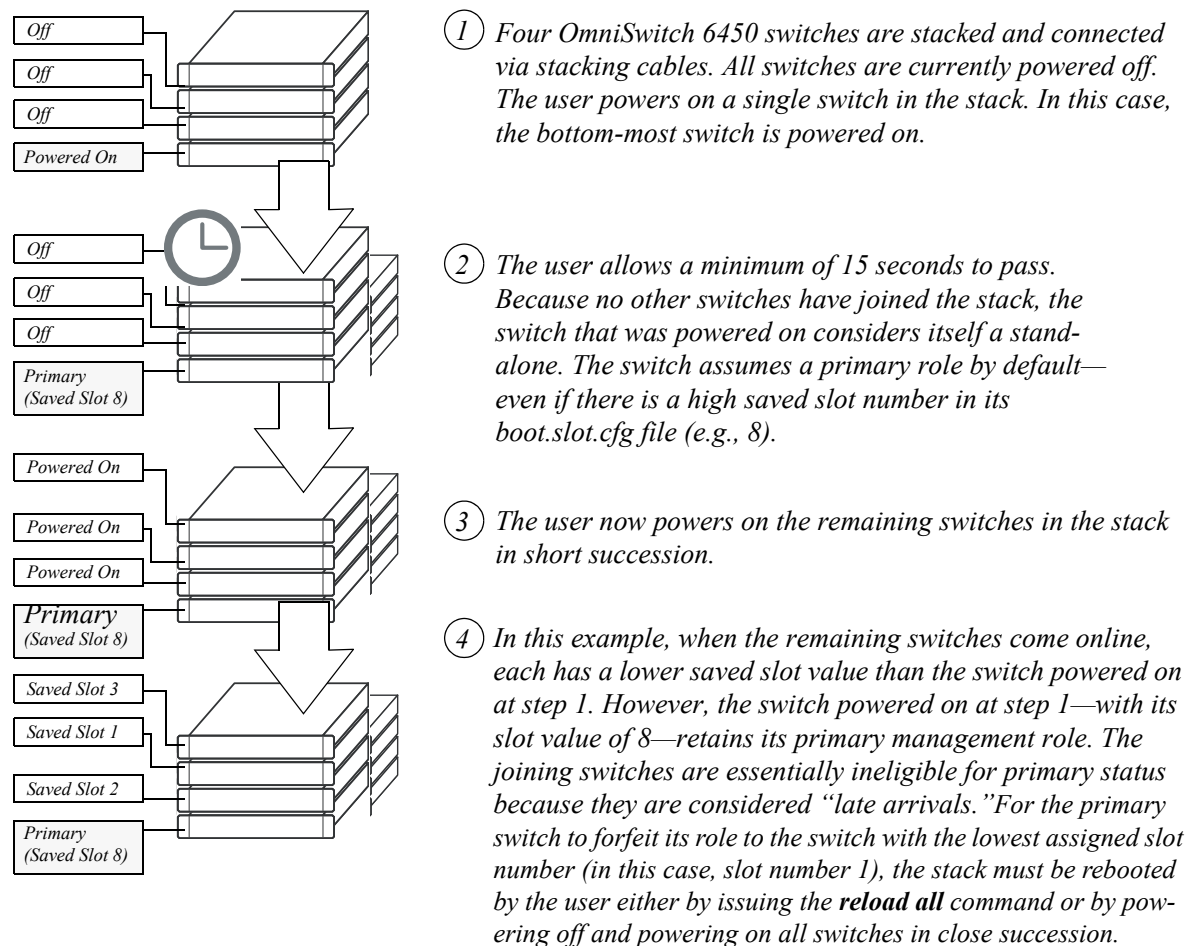 Off
Off
Off
Powered On
1 Four OmniSwitch 6450 switches are stacked and connected
via stacking cables. All switches are currently powered off.
The user powers on a single switch in the stack. In this case,
the bottom-most switch is powered on.
Off
Off
Off
Primary
(Saved Slot 8)
2 The user allows a minimum of 15 seconds to pass.
Because no other switches have joined the stack, the
switch that was powered on considers itself a stand-
alone. The switch assumes a primary role by default—
even if there is a high saved slot number in its
boot.slot.cfg file (e.g., 8).
Powered On
Powered On
Powered On
Primary
(Saved Slot 8)
3 The user now powers on the remaining switches in the stack
in short succession.
Saved Slot 3
Saved Slot 1
Saved Slot 2
Primary
(Saved Slot 8)
4 In this example, when the remaining switches come online,
each has a lower saved slot value than the switch powered on
at step 1. However, the switch powered on at step 1—with its
slot value of 8—retains its primary management role. The
joining switches are essentially ineligible for primary status
because they are considered “late arrivals.”For the primary
switch to forfeit its role to the switch with the lowest assigned slot
number (in this case, slot number 1), the stack must be rebooted
by the user either by issuing the reload all command or by pow-
ering off and powering on all switches in close succession.